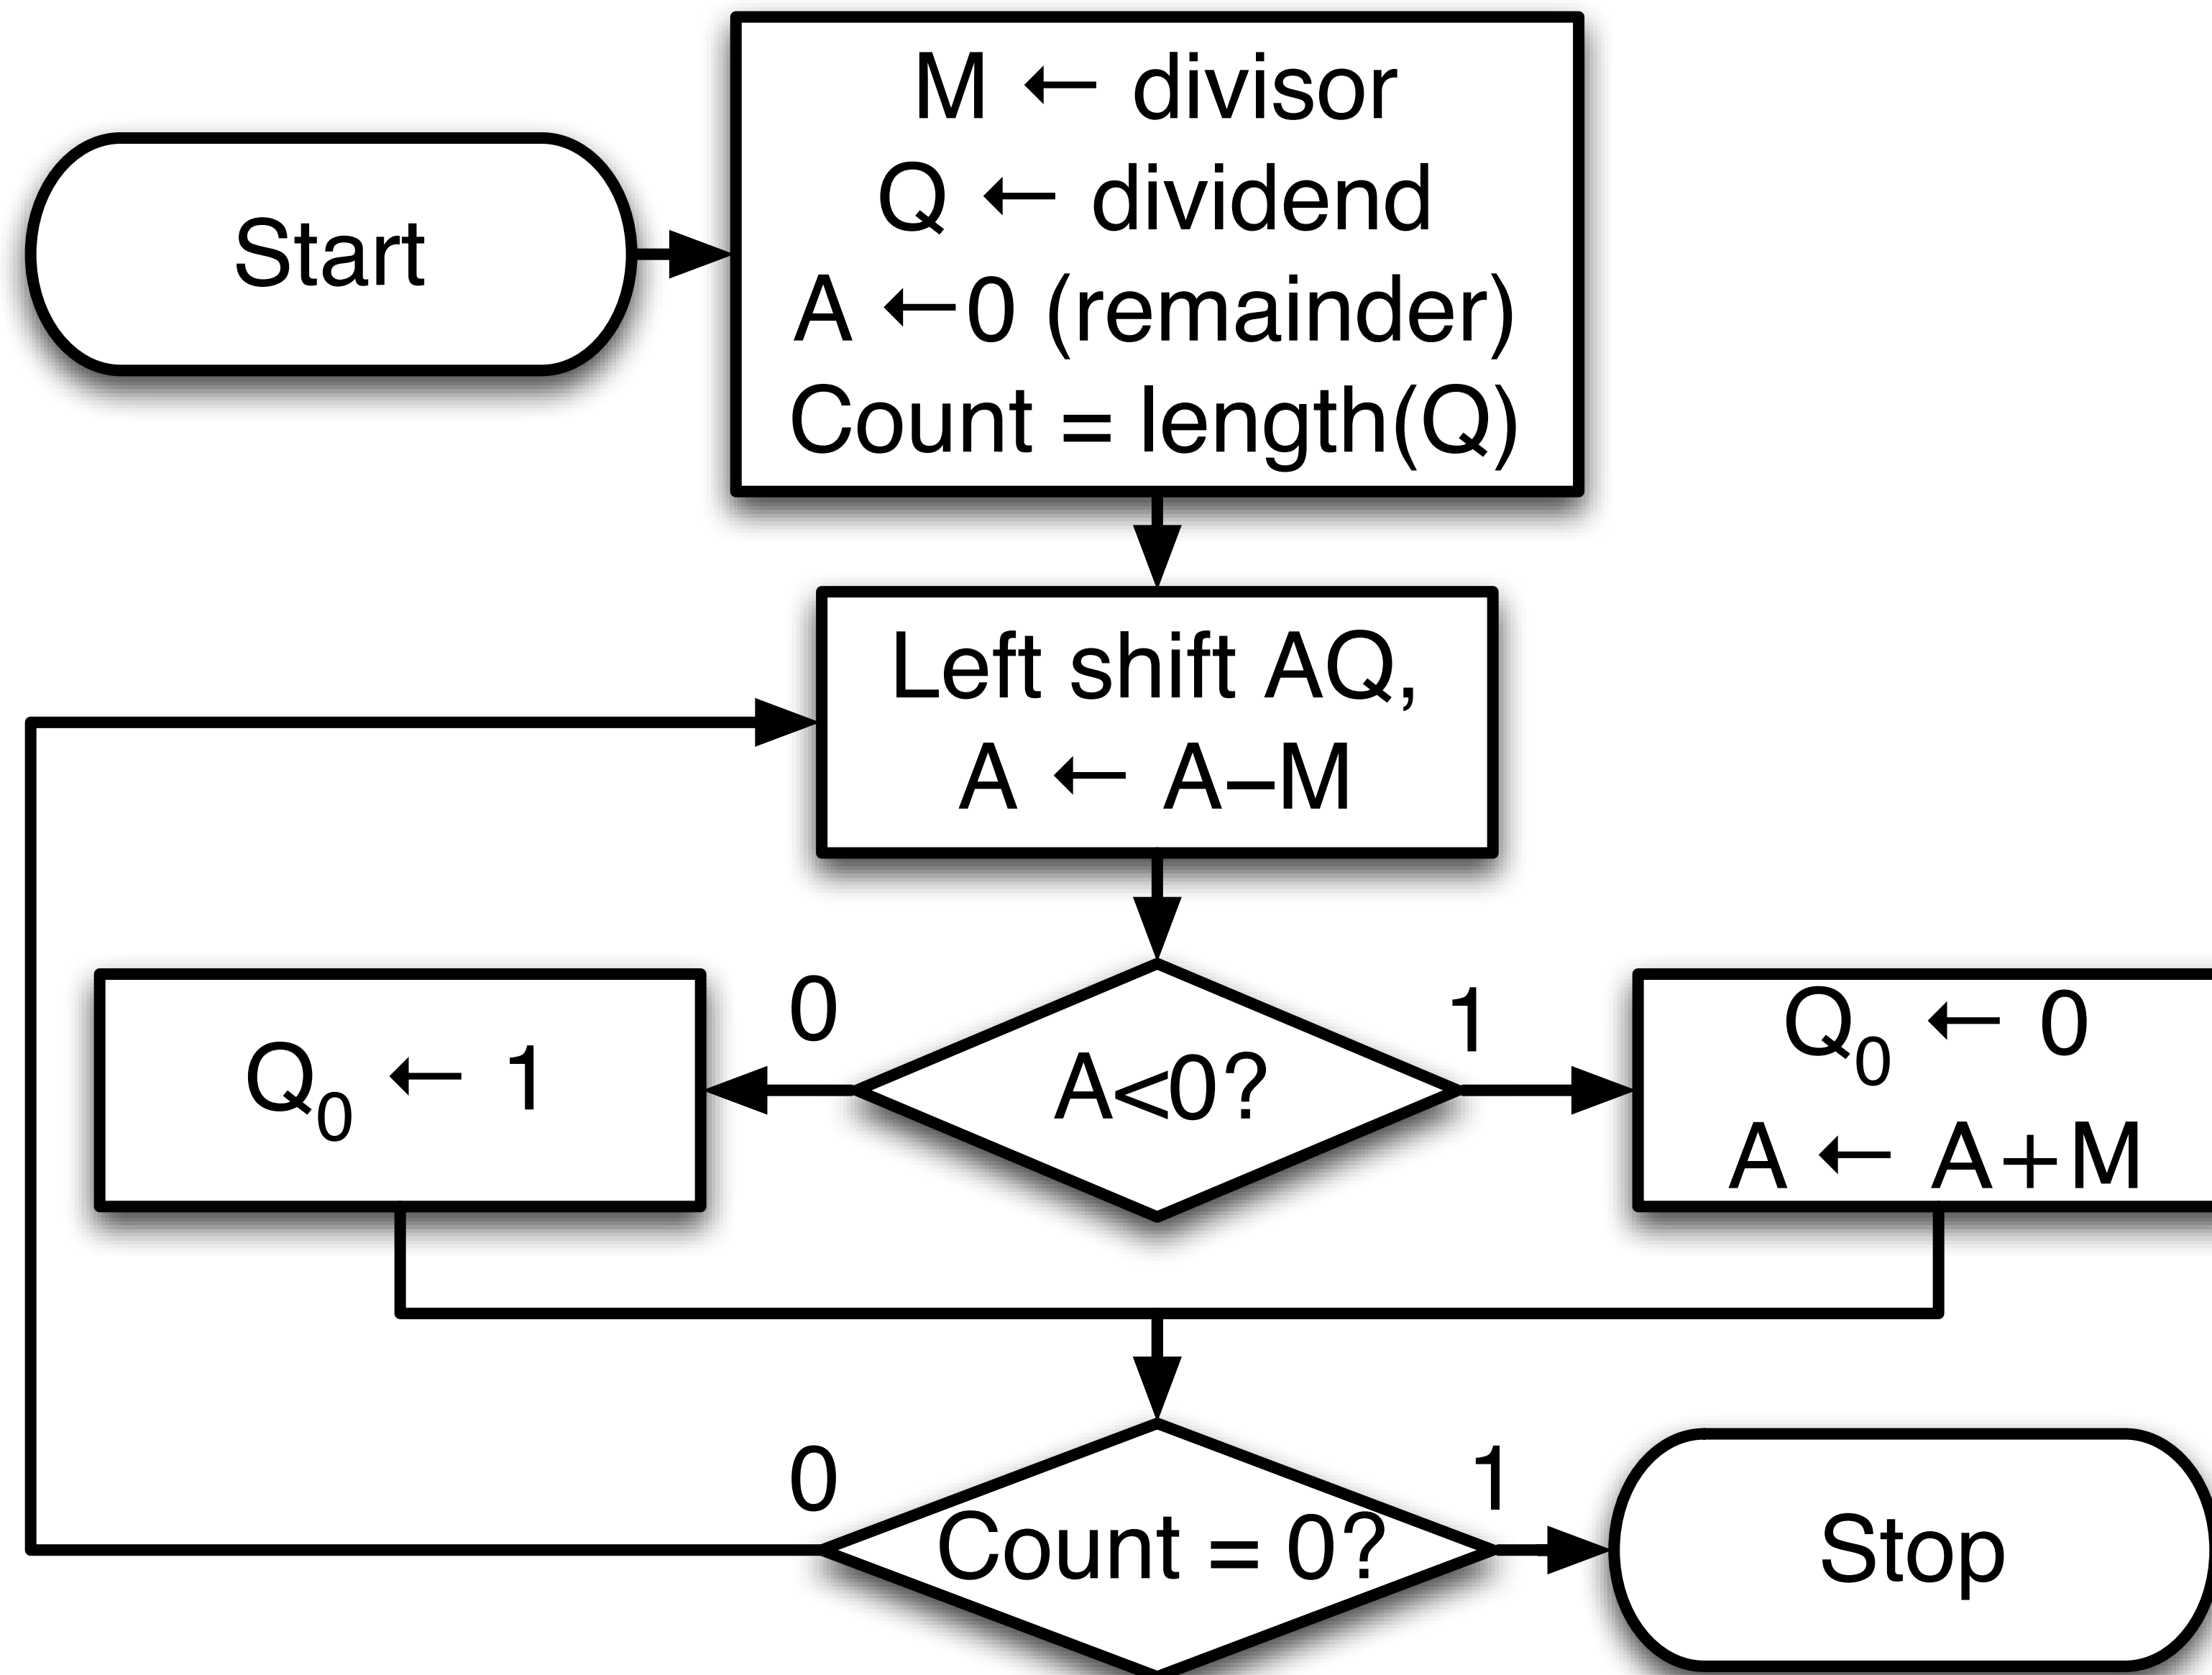 Start
M ← divisor
Q ← dividend
A ←0 (remainder)
Count = length(Q)
Left shift AQ,
A ← A−M
0
A<0?
1
Q₀ ← 1
Q₀ ← 0
A ← A+M
0
Count = 0?
1
Stop